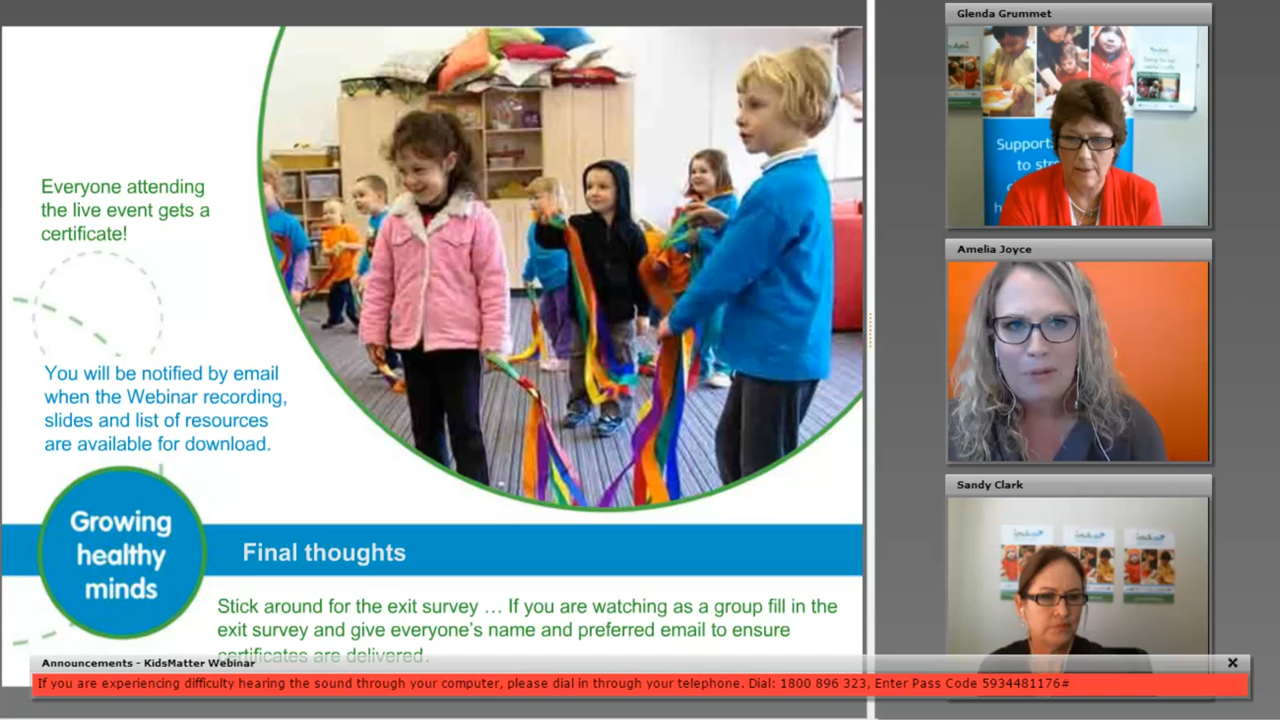 Everyone attending
the live event gets a
certificate!
You will be notified by email
when the Webinar recording,
slides and list of resources
are available for download.
Growing
healthy
minds
Final thoughts
Stick around for the exit survey … If you are watching as a group fill in the
exit survey and give everyone's name and preferred email to ensure
certificates are delivered.
Announcements - KidsMatter Webinar
If you are experiencing difficulty hearing the sound through your computer, please dial in through your telephone. Dial: 1800 896 323, Enter Pass Code 5934481176#
Glenda Grummet
Support
to
Amelia Joyce
Sandy Clark